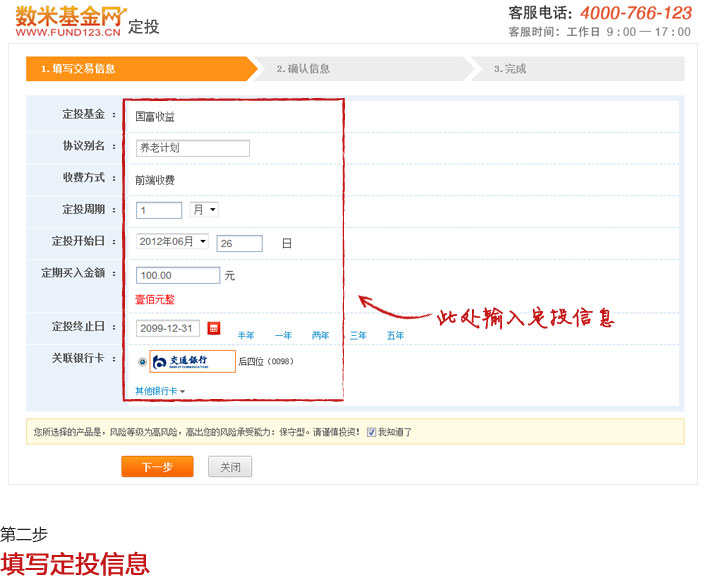 数米基金网 定投
WWW.FUND123.CN
客服电话：4000-766-123
客服时间：工作日 9:00 — 17:00
1.填写交易信息 2.确认信息 3.完成
定投基金： 国富收益
协议别名： 养老计划
收费方式： 前端收费
定投周期： 1 月
定投开始日： 2012年06月 26 日
定期买入金额： 100.00 元
壹佰元整
此处输入定投信息
定投终止日： 2099-12-31 半年 一年 两年 三年 五年
关联银行卡： 交通银行 BANK OF COMMUNICATIONS 后四位（0098）
其他银行卡
您所选择的产品是，风险等级为高风险，高出您的风险承受能力：保守型。请谨慎投资！ 我知道了
下一步 关闭
第二步
填写定投信息